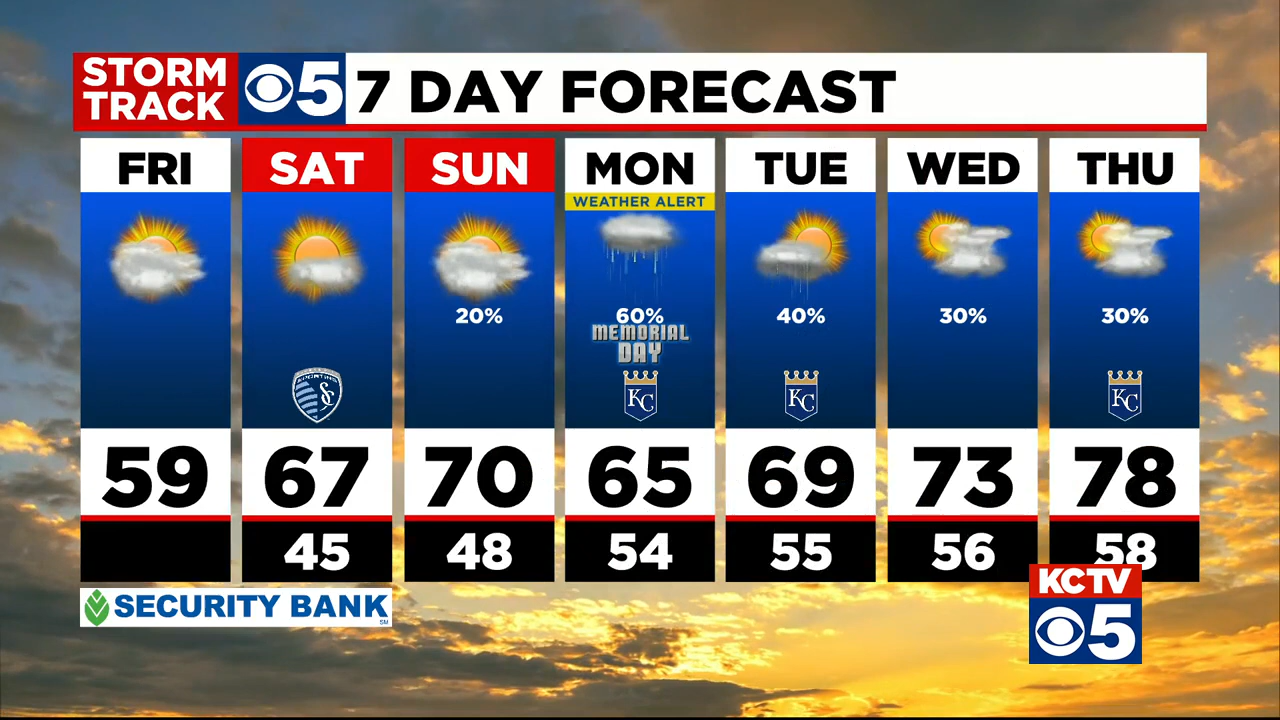 STORM
TRACK
5
7 DAY FORECAST
FRI
SAT
SUN
MON
TUE
WED
THU
WEATHER ALERT
20%
60%
40%
30%
30%
MEMORIAL
DAY
SC
KC
KC
KC
59
67
70
65
69
73
78
45
48
54
55
56
58
SECURITY BANK
SM
KCTV
5